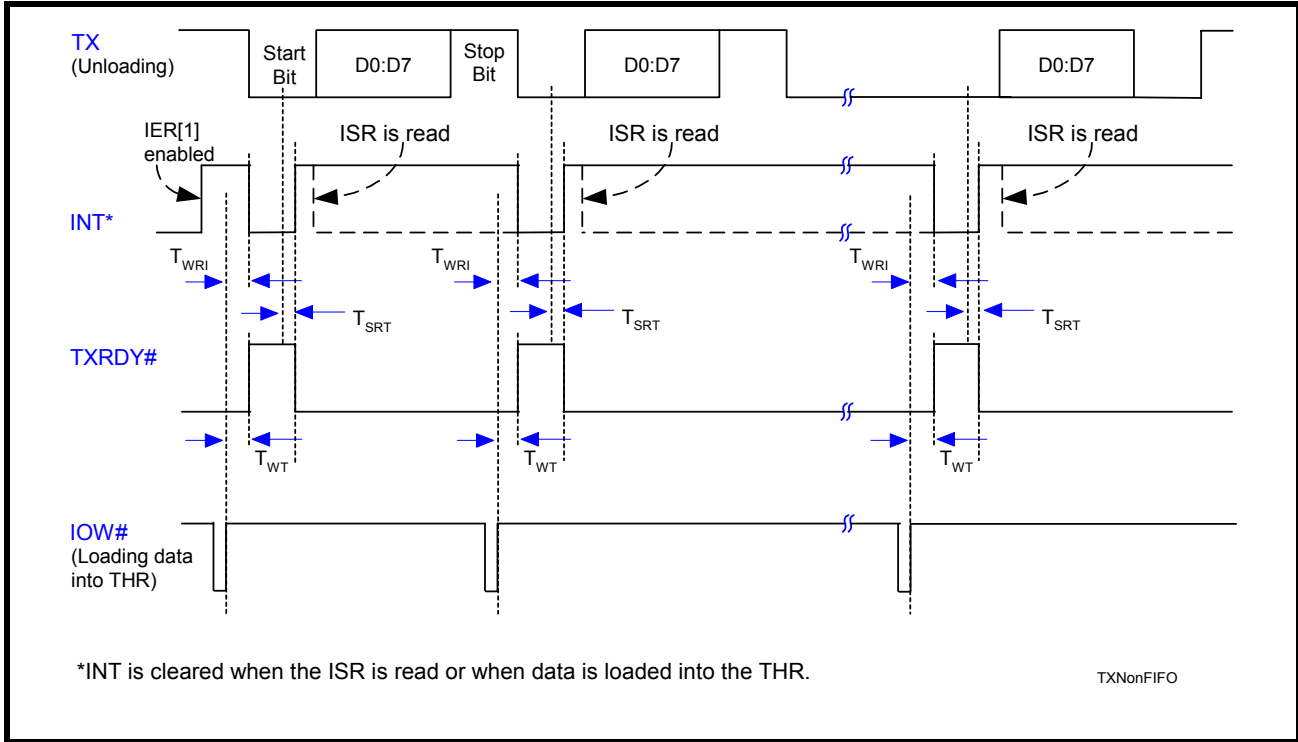 TX
(Unloading)
Start
Bit
D0:D7
Stop
Bit
D0:D7
D0:D7
IER[1]
enabled
ISR is read
ISR is read
ISR is read
INT*
TWRI
TWRI
TWRI
TSRT
TSRT
TSRT
TXRDY#
TWT
TWT
TWT
IOW#
(Loading data
into THR)
*INT is cleared when the ISR is read or when data is loaded into the THR.
TXNonFIFO